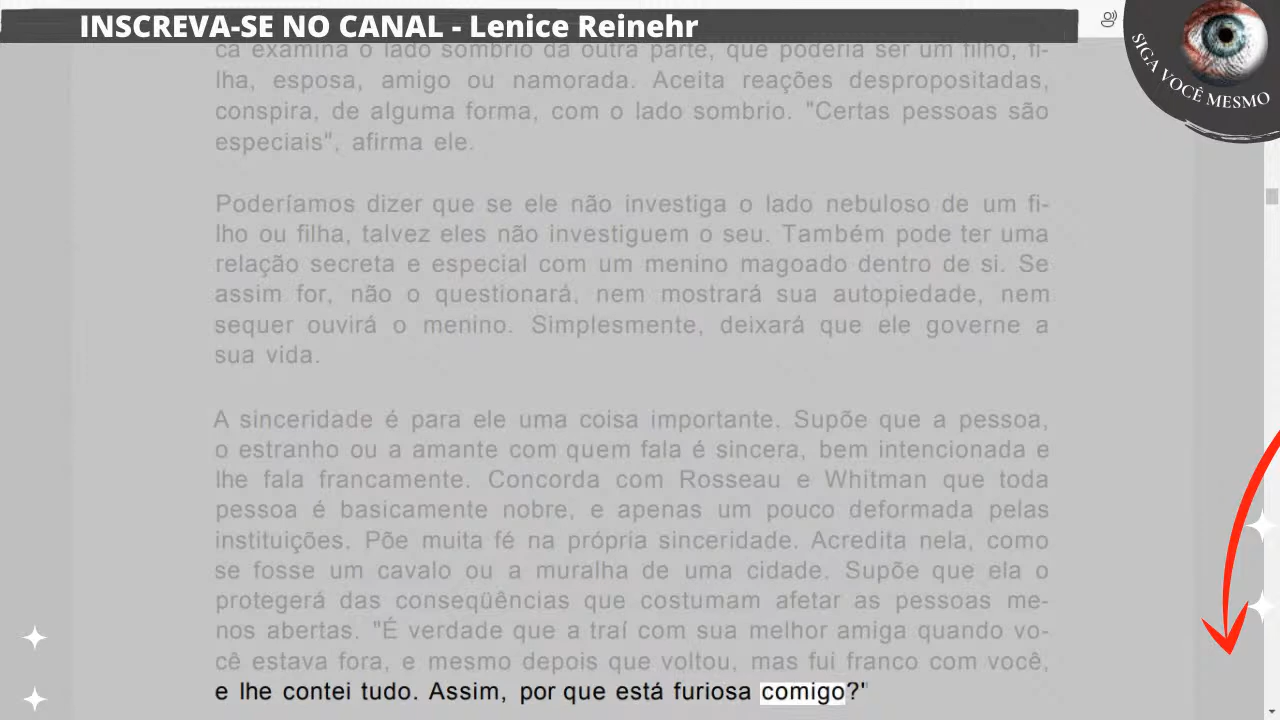 INSCREVA-SE NO CANAL - Lenice Reinehr
SIGA VOCÊ MESMO
ca examina o lado sombrio da outra parte, que poderia ser um filho, fi-
lha, esposa, amigo ou namorada. Aceita reações despropositadas,
conspira, de alguma forma, com o lado sombrio. "Certas pessoas são
especiais", afirma ele.
Poderíamos dizer que se ele não investiga o lado nebuloso de um fi-
lho ou filha, talvez eles não investiguem o seu. Também pode ter uma
relação secreta e especial com um menino magoado dentro de si. Se
assim for, não o questionará, nem mostrará sua autopiedade, nem
sequer ouvirá o menino. Simplesmente, deixará que ele governe a
sua vida.
A sinceridade é para ele uma coisa importante. Supõe que a pessoa,
o estranho ou a amante com quem fala é sincera, bem intencionada e
lhe fala francamente. Concorda com Rosseau e Whitman que toda
pessoa é basicamente nobre, e apenas um pouco deformada pelas
instituições. Põe muita fé na própria sinceridade. Acredita nela, como
se fosse um cavalo ou a muralha de uma cidade. Supõe que ela o
protegerá das conseqüências que costumam afetar as pessoas me-
nos abertas. "É verdade que a traí com sua melhor amiga quando vo-
cê estava fora, e mesmo depois que voltou, mas fui franco com você,
e lhe contei tudo. Assim, por que está furiosa comigo?"